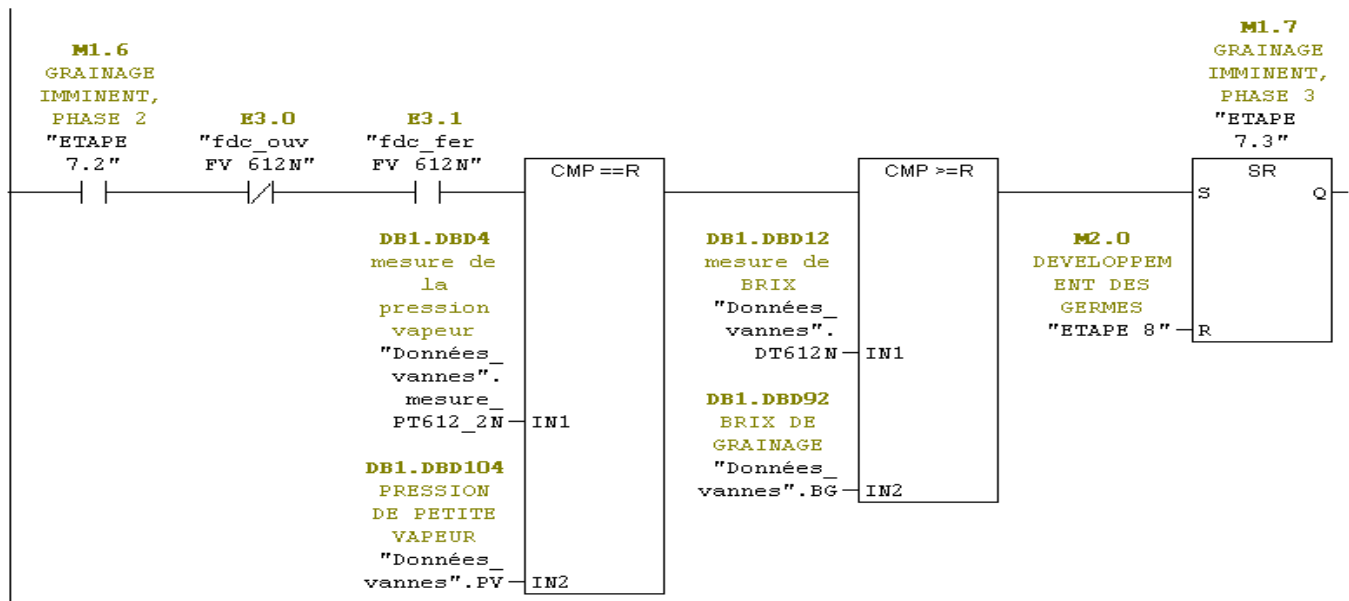 M1.6
GRAINAGE
IMMINENT,
PHASE 2
"ETAPE
7.2"
E3.0
"fdc_ouv
FV 612N"
E3.1
"fdc_fer
FV 612N"
CMP ==R
DB1.DBD4
mesure de
la
pression
vapeur
"Données_
vannes".
mesure_
PT612_2N
IN1
DB1.DBD104
PRESSION
DE PETITE
VAPEUR
"Données_
vannes".PV
IN2
CMP >=R
DB1.DBD12
mesure de
BRIX
"Données_
vannes".
DT612N
IN1
DB1.DBD92
BRIX DE
GRAINAGE
"Données_
vannes".BG
IN2
M1.7
GRAINAGE
IMMINENT,
PHASE 3
"ETAPE
7.3"
SR
S Q
M2.0
DEVELOPPEM
ENT DES
GERMES
"ETAPE 8"
R